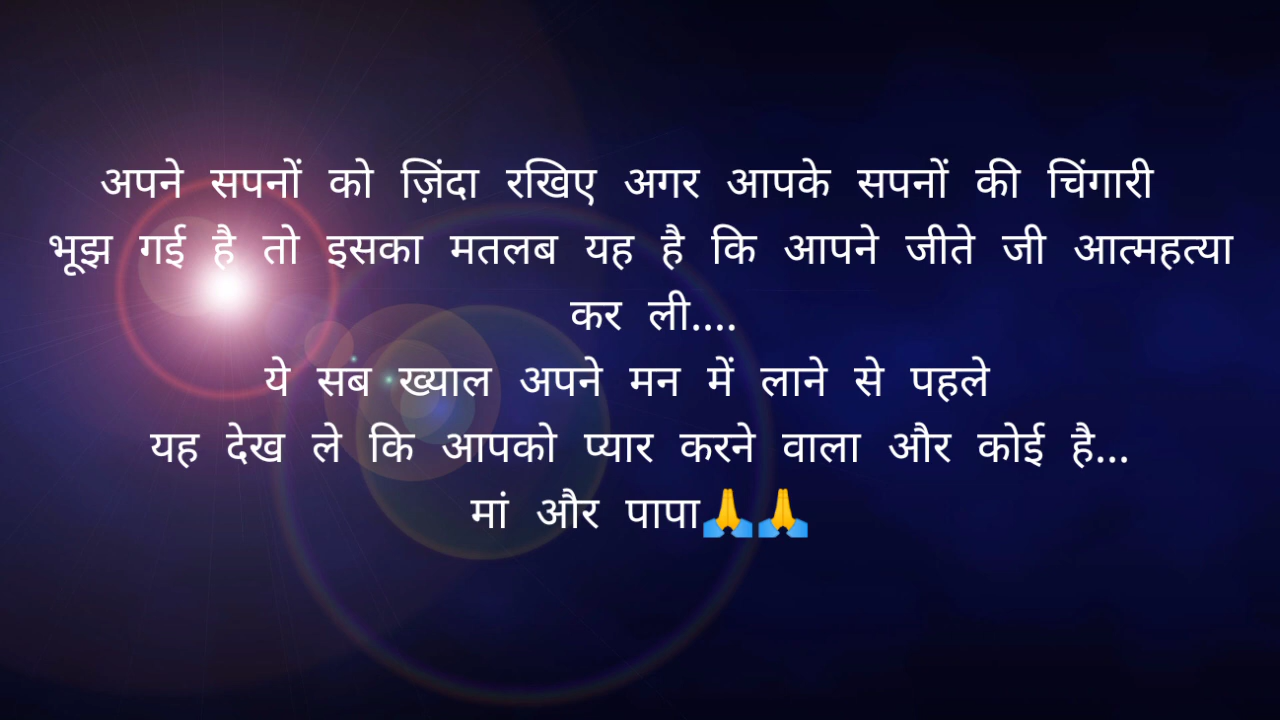 अपने सपनों को ज़िंदा रखिए अगर आपके सपनों की चिंगारी
भूझ गई है तो इसका मतलब यह है कि आपने जीते जी आत्महत्या
कर ली....
ये सब ख्याल अपने मन में लाने से पहले
यह देख ले कि आपको प्यार करने वाला और कोई है...
मां और पापा🙏🙏